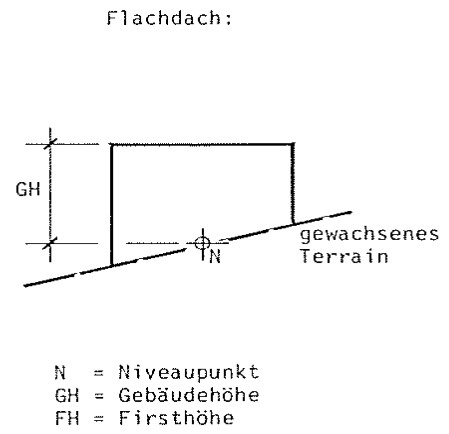 Flachdach:
GH
N
gewachsenes
Terrain
N = Niveaupunkt
GH = Gebäudehöhe
FH = Firsthöhe